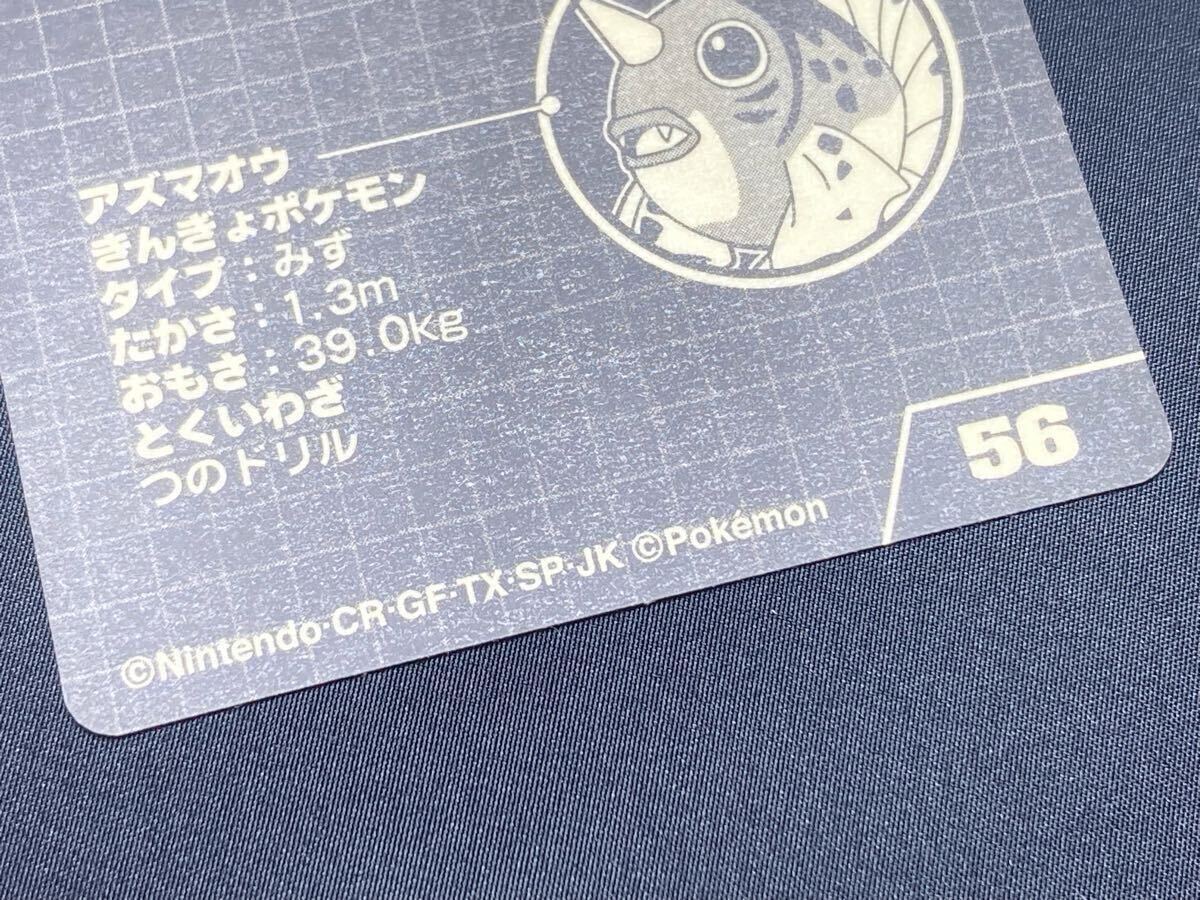 アズマオウ
きんぎょポケモン
タイプ：みず
たかさ：1.3m
おもさ：39.0kg
とくいわざ
つのドリル
56
©Nintendo·CR·GF·TX·SP·JK ©Pokémon